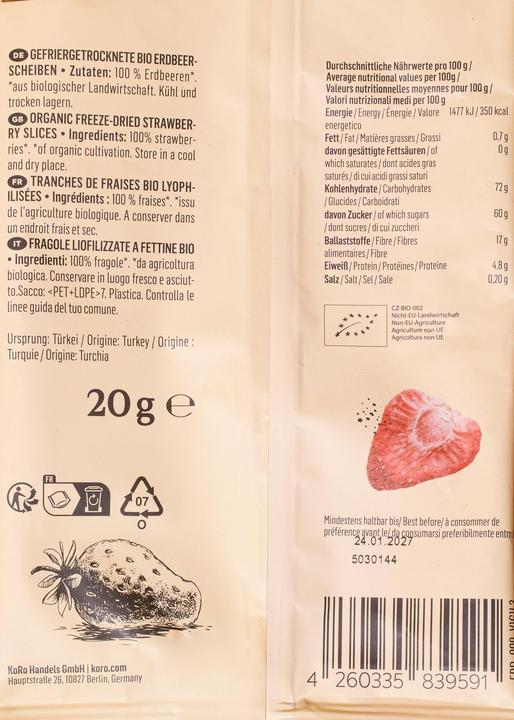 DE GEFRIERGETROCKNETE BIO ERDBEER-
SCHEIBEN • Zutaten: 100 % Erdbeeren*.
*aus biologischer Landwirtschaft. Kühl und
trocken lagern.
GB ORGANIC FREEZE-DRIED STRAWBER-
RY SLICES • Ingredients: 100% strawber-
ries*. *of organic cultivation. Store in a cool
and dry place.
FR TRANCHES DE FRAISES BIO LYOPH-
ILISÉES • Ingrédients : 100 % fraises*. *issu
de l'agriculture biologique. A conserver dans
un endroit frais et sec.
IT FRAGOLE LIOFILIZZATE A FETTINE BIO
• Ingredienti: 100% fragole*. *da agricoltura
biologica. Conservare in luogo fresco e asciut-
to.Sacco: <PET+LDPE>7. Plastica. Controlla le
linee guida del tuo comune.
Ursprung: Türkei / Origine: Turkey / Origine :
Turquie / Origine: Turchia
20 g ℮
FR
07
O
KoRo Handels GmbH | koro.com
Hauptstraße 26, 10827 Berlin, Germany
Durchschnittliche Nährwerte pro 100 g /
Average nutritional values per 100g/
Valeurs nutritionnelles moyennes pour 100 g /
Valori nutrizionali medi per 100 g
Energie / Energy / Énergie / Valore 1477 kJ / 350 kcal
energetico
Fett / Fat / Matières grasses / Grassi 0,7 g
davon gesättigte Fettsäuren / of 0 g
which saturates / dont acides gras
saturés / di cui acidi grassi saturi
Kohlenhydrate / Carbohydrates 72 g
/ Glucides / Carboidrati
davon Zucker / of which sugars 60 g
/ dont sucres / di cui zuccheri
Ballaststoffe / Fibre / Fibres 17 g
alimentaires / Fibre
Eiweiß / Protein / Protéines / Proteine 4,8 g
Salz / Salt / Sel / Sale 0,20 g
CZ-BIO-002
Nicht-EU-Landwirtschaft
Non-EU-Agriculture
Agriculture non UE
Agricoltura non UE
Mindestens haltbar bis/ Best before/ à consommer de
préférence avant le/ da consumarsi preferibilmente entro
24.01.2027
5030144
4 260335 839591